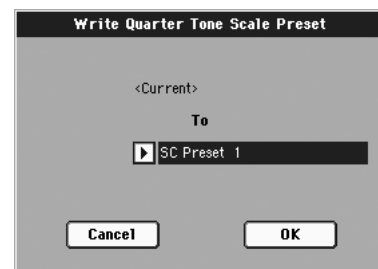 Write Quarter Tone Scale Preset
<Current>
To
SC Preset 1
Cancel OK